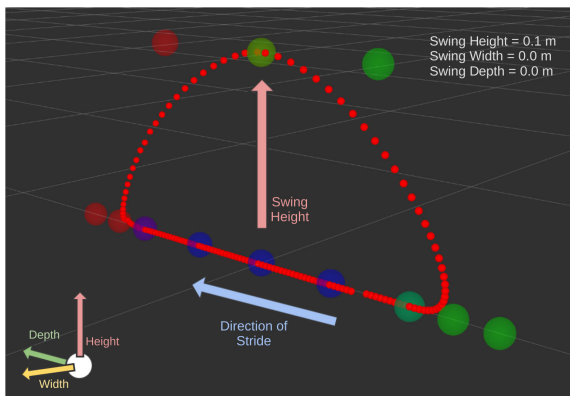 Swing Height = 0.1 m
Swing Width = 0.0 m
Swing Depth = 0.0 m
Swing
Height
Direction of
Stride
Depth
Height
Width